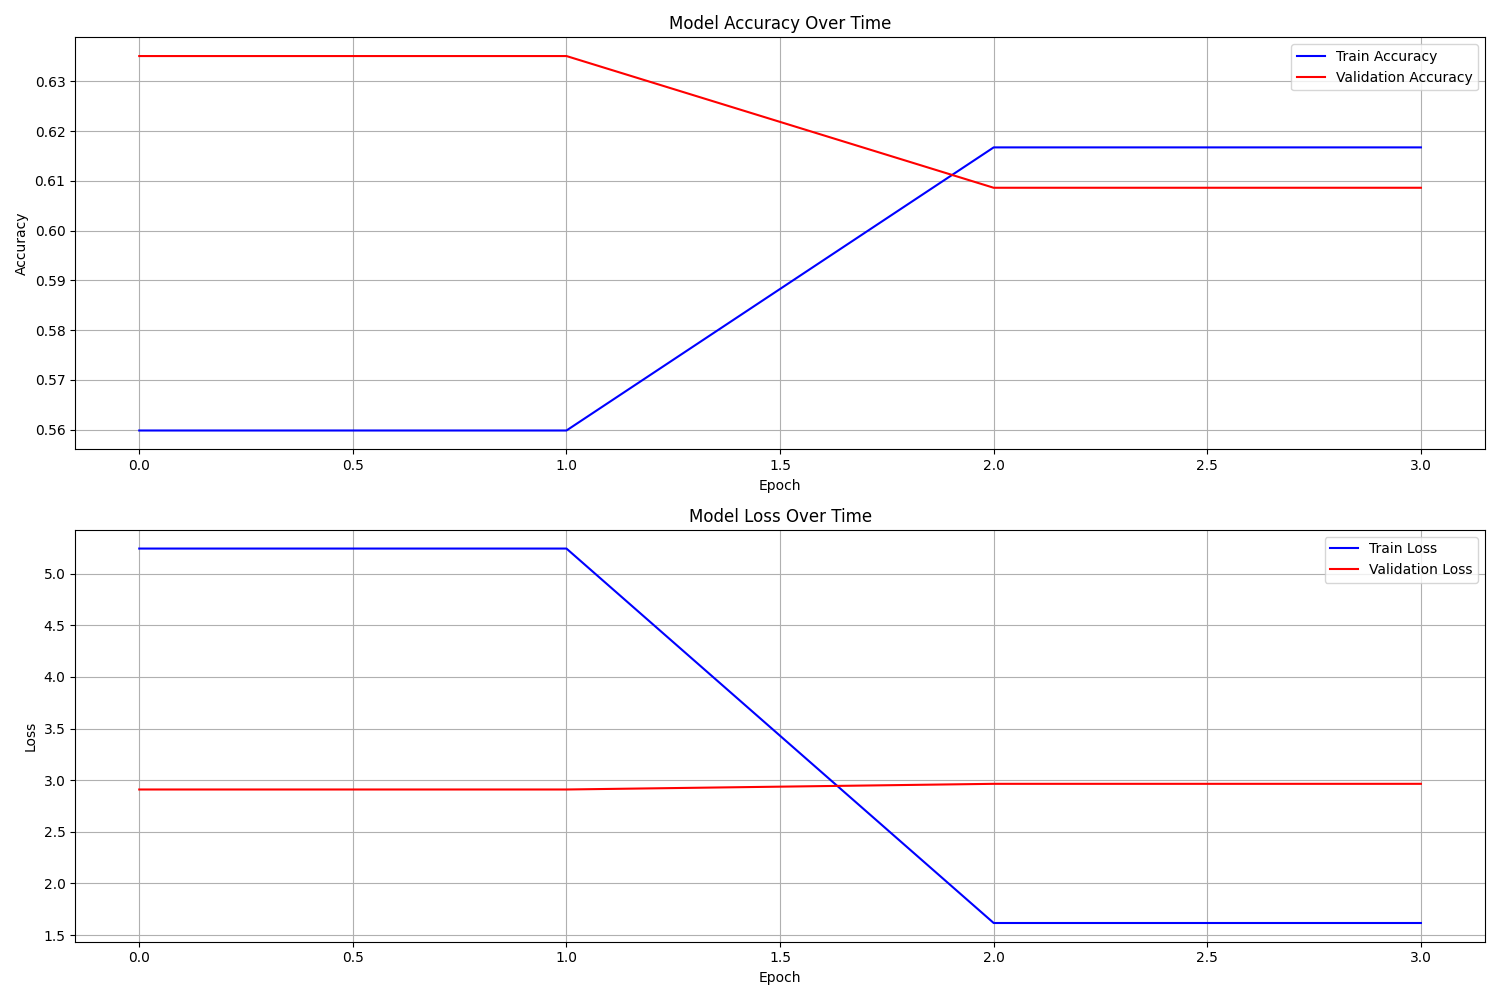 Model Accuracy Over Time
Train Accuracy
Validation Accuracy
Accuracy
0.63
0.62
0.61
0.60
0.59
0.58
0.57
0.56
0.0 0.5 1.0 1.5 2.0 2.5 3.0
Epoch
Model Loss Over Time
Train Loss
Validation Loss
Loss
5.0
4.5
4.0
3.5
3.0
2.5
2.0
1.5
0.0 0.5 1.0 1.5 2.0 2.5 3.0
Epoch